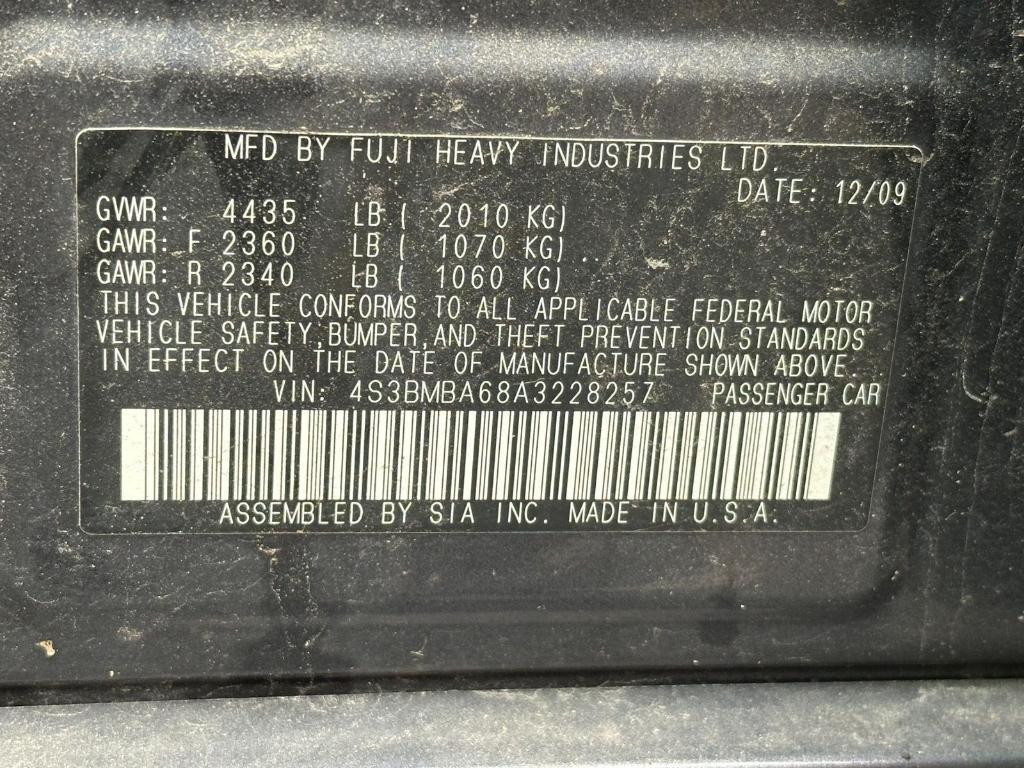 MFD BY FUJI HEAVY INDUSTRIES LTD.
DATE: 12/09
GVWR: 4435 LB ( 2010 KG)
GAWR: F 2360 LB ( 1070 KG)
GAWR: R 2340 LB ( 1060 KG)
THIS VEHICLE CONFORMS TO ALL APPLICABLE FEDERAL MOTOR
VEHICLE SAFETY, BUMPER, AND THEFT PREVENTION STANDARDS
IN EFFECT ON THE DATE OF MANUFACTURE SHOWN ABOVE.
VIN: 4S3BMBA68A3228257 PASSENGER CAR
ASSEMBLED BY SIA INC. MADE IN U.S.A.